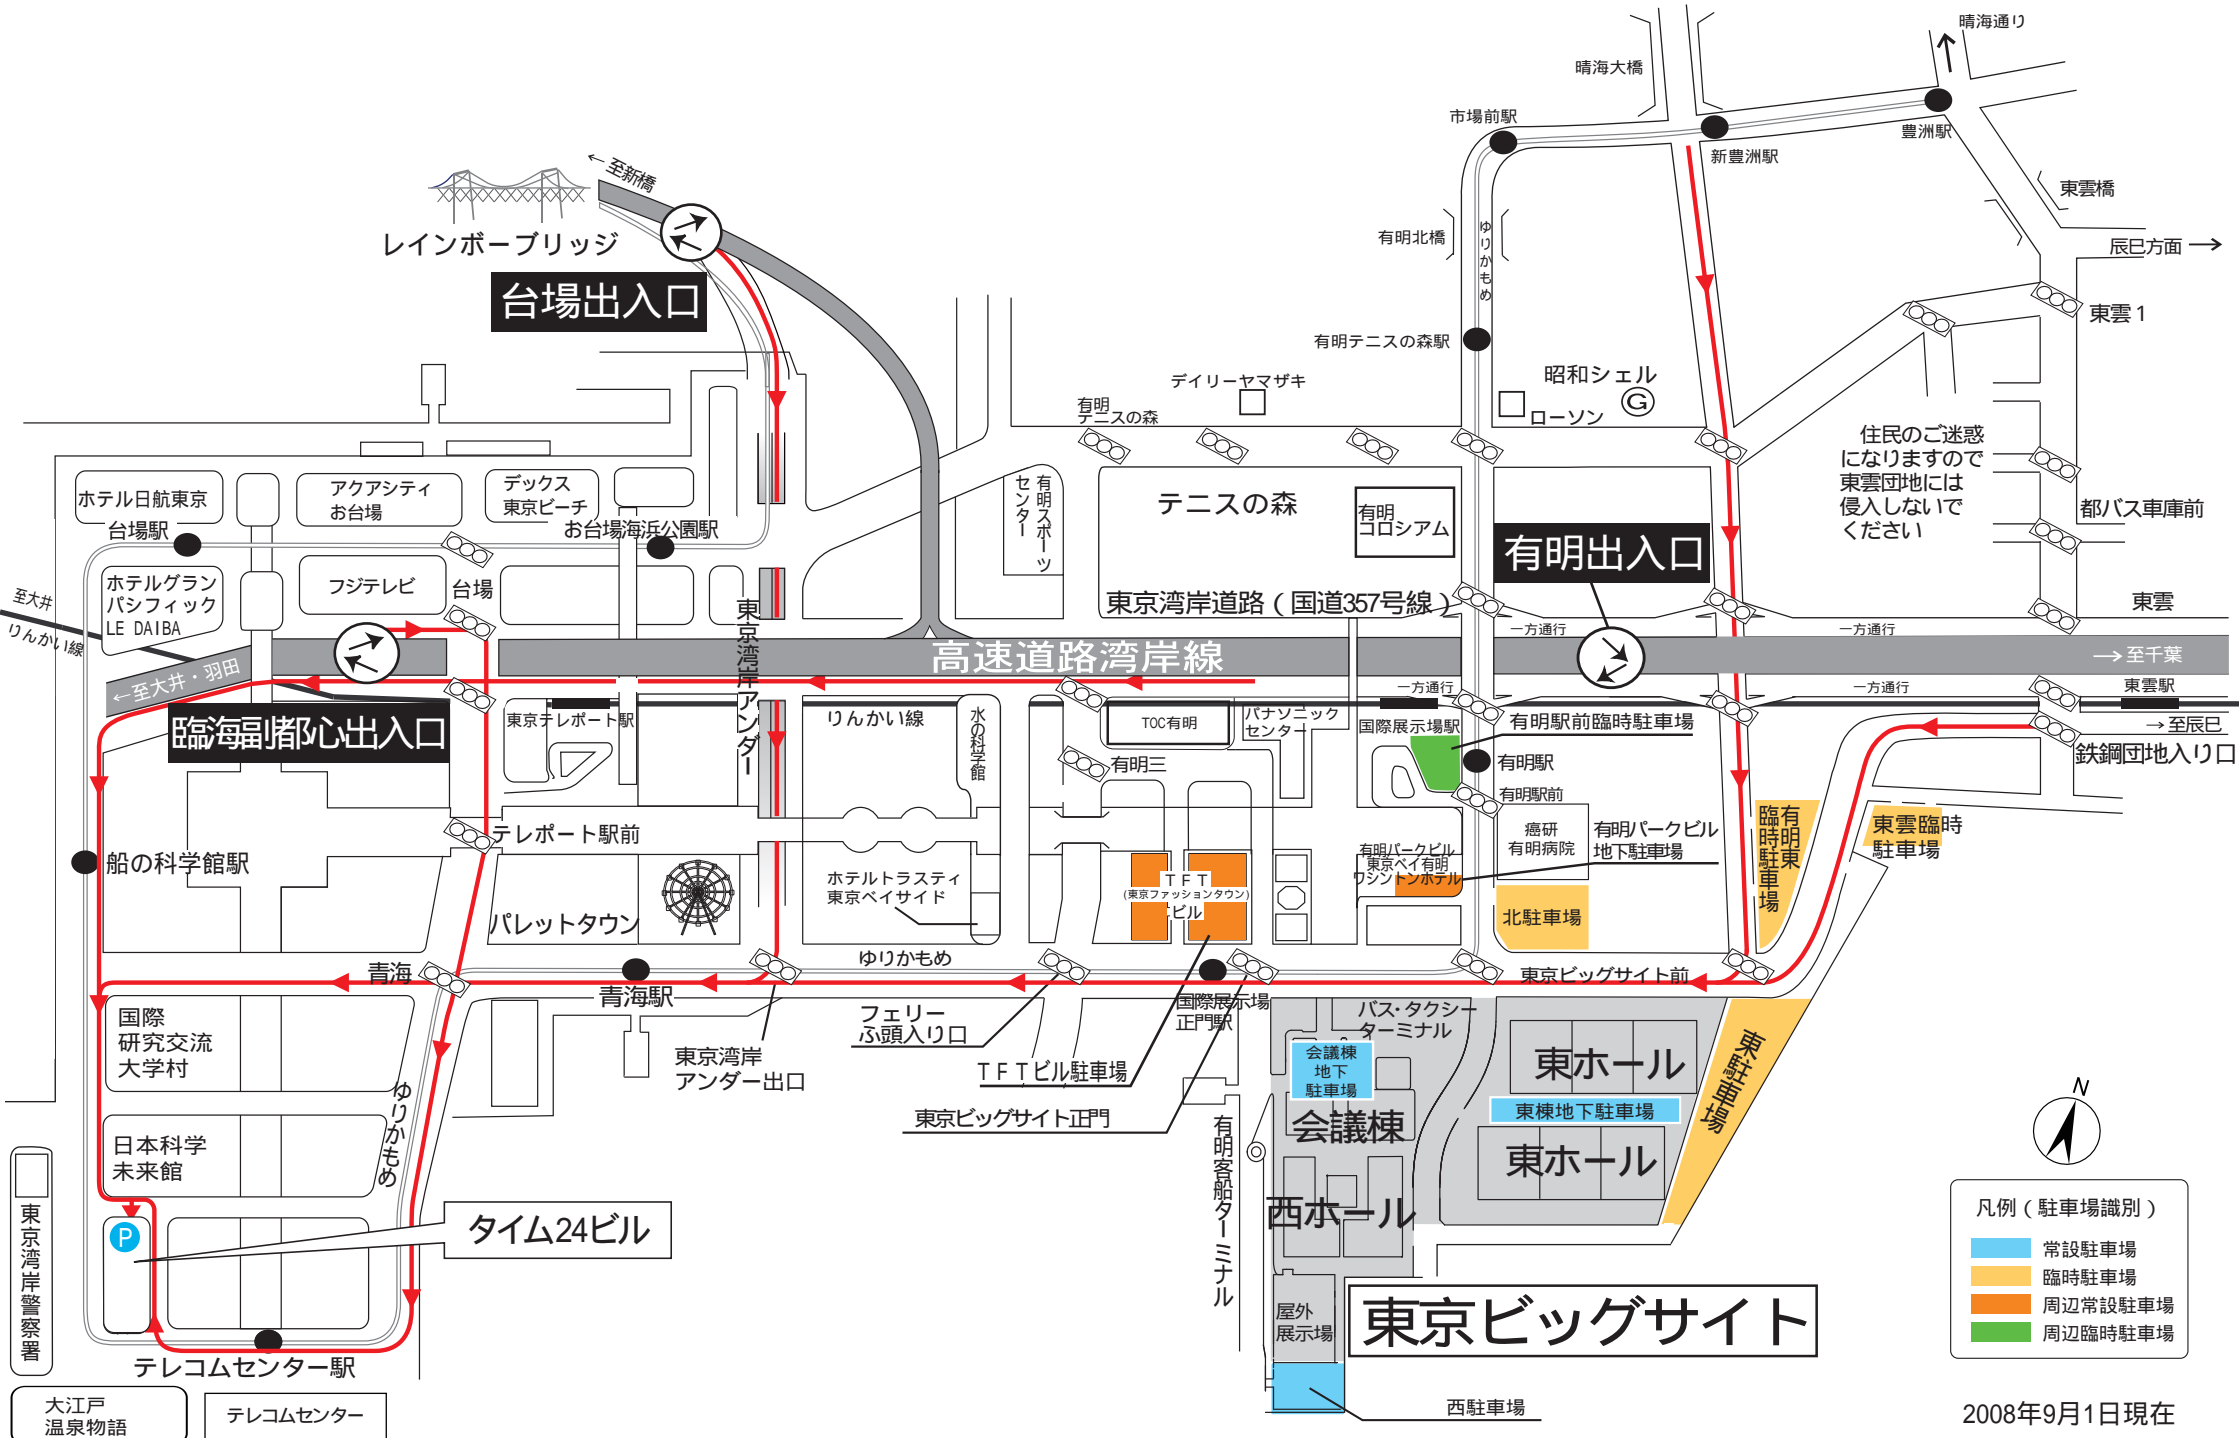 晴海通り
晴海大橋
市場前駅
新豊洲駅
豊洲駅
←至新橋
レインボーブリッジ
台場出入口
有明北橋
ゆりかもめ
東雲橋
辰巳方面→
東雲1
有明テニスの森駅
昭和シェル
G
ローソン
デイリーヤマザキ
有明
テニスの森
住民のご迷惑
になりますので
東雲団地には
侵入しないで
ください
都バス車庫前
ホテル日航東京
台場駅
アクアシティ
お台場
デックス
東京ビーチ
お台場海浜公園駅
有明スポーツ
センター
テニスの森
有明
コロシアム
有明出入口
至大井
りんかい線
ホテルグラン
パシフィック
LE DAIBA
フジテレビ
台場
東京湾岸アンダー
東京湾岸道路(国道357号線)
一方通行
一方通行
東雲
←至大井・羽田
高速道路湾岸線
→至千葉
臨海副都心出入口
東京テレポート駅
りんかい線
水の科学館
TOC有明
パナソニック
センター
一方通行
国際展示場駅
有明駅前臨時駐車場
一方通行
東雲駅
→至辰巳
鉄鋼団地入り口
有明三
有明駅
有明駅前
船の科学館駅
テレポート駅前
パレットタウン
ホテルトラスティ
東京ベイサイド
TFT
(東京ファッションタウン)
ビル
有明パークビル
東京ベイ有明
ワシントンホテル
癌研
有明病院
有明パークビル
地下駐車場
北駐車場
有明東
臨時駐車場
東雲臨時
駐車場
青海
青海駅
ゆりかもめ
国際展示場
正門駅
東京ビッグサイト前
国際
研究交流
大学村
ゆりかもめ
東京湾岸
アンダー出口
フェリー
ふ頭入り口
TFTビル駐車場
東京ビッグサイト正門
バス・タクシー
ターミナル
会議棟
地下
駐車場
会議棟
東ホール
東棟地下駐車場
東ホール
東駐車場
日本科学
未来館
有明客船ターミナル
西ホール
N
東京湾岸警察署
P
タイム24ビル
屋外
展示場
東京ビッグサイト
西駐車場
凡例(駐車場識別)
常設駐車場
臨時駐車場
周辺常設駐車場
周辺臨時駐車場
テレコムセンター駅
大江戸
温泉物語
テレコムセンター
2008年9月1日現在